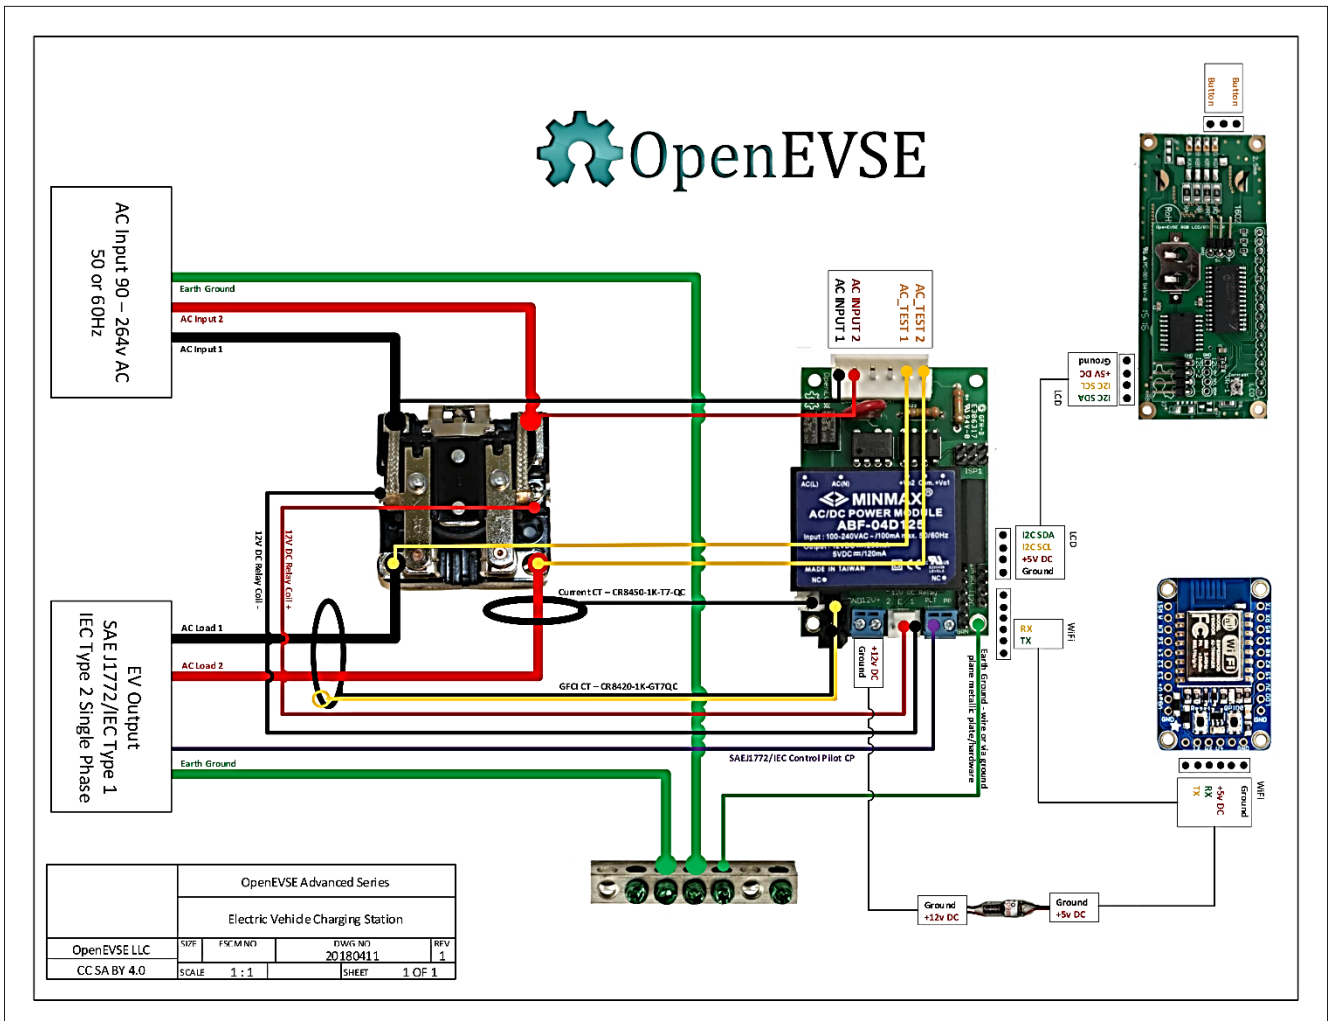 OpenEVSE
Button
Button
AC Input 90 – 264v AC
50 or 60Hz
Earth Ground
AC Input 2
AC Input 1
AC INPUT 1
AC INPUT 2
AC_TEST 1
AC_TEST 2
Ground
+5V DC
I2C SCL
I2C SDA
LCD
ISP1
AC(L) AC(N) +Vo2 Com. +Vo1
MINMAX®
AC/DC POWER MODULE
ABF-04D125
MADE IN TAIWAN
NC
NC
I2C SDA
I2C SCL
+5V DC
Ground
LCD
12V DC Relay Coil -
12V DC Relay Coil +
Current CT – CR8450-1K-T7-QC
RX
TX
WiFi
EV Output
SAE J1772/IEC Type 1
IEC Type 2 Single Phase
AC Load 1
AC Load 2
GFCI CT – CR8420-1K-GT7QC
+12v DC
Ground
Earth Ground - wire or via ground
plane metallic plate/hardware
SAEJ1772/IEC Control Pilot CP
Earth Ground
WiFi
Ground
+5v DC
RX
TX
Ground
+12v DC
Ground
+5v DC
OpenEVSE Advanced Series
Electric Vehicle Charging Station
OpenEVSE LLC
SIZE
FSCM NO
DWG NO
20180411
REV
1
CC SA BY 4.0
SCALE
1 : 1
SHEET
1 OF 1